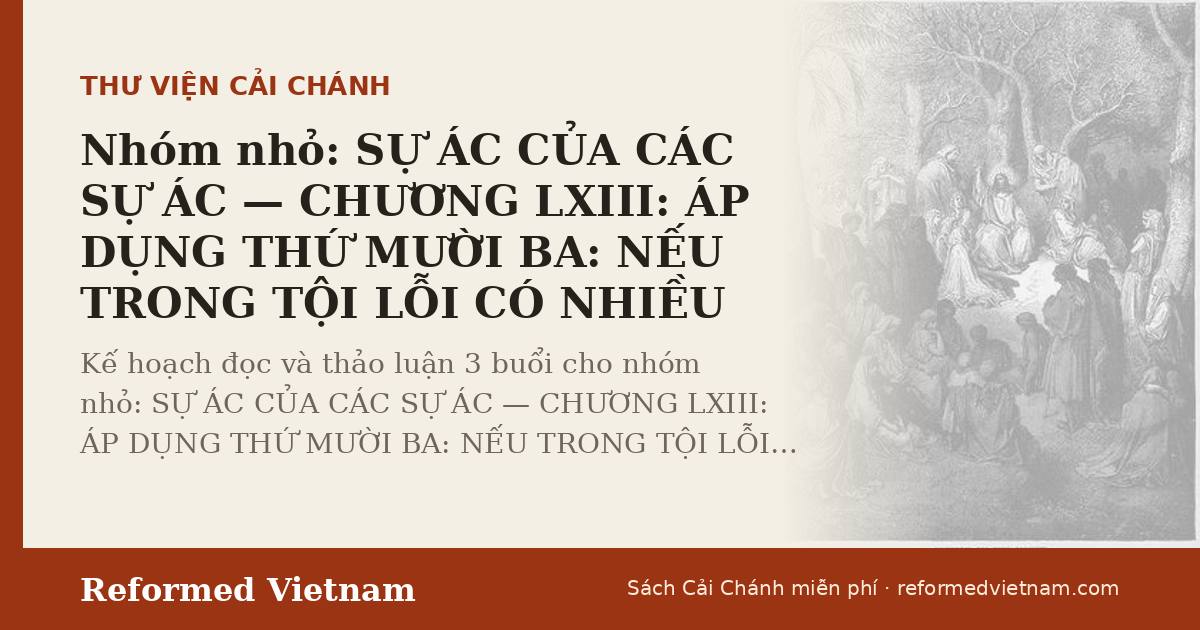 THƯ VIỆN CẢI CHÁNH
Nhóm nhỏ: SỰ ÁC CỦA CÁC
SỰ ÁC — CHƯƠNG LXIII: ÁP
DỤNG THỨ MƯỜI BA: NẾU
TRONG TỘI LỖI CÓ NHIỀU
Kế hoạch đọc và thảo luận 3 buổi cho nhóm
nhỏ: SỰ ÁC CỦA CÁC SỰ ÁC — CHƯƠNG LXIII:
ÁP DỤNG THỨ MƯỜI BA: NẾU TRONG TỘI LỖI...
Reformed Vietnam
Sách Cải Chánh miễn phí · reformedvietnam.com